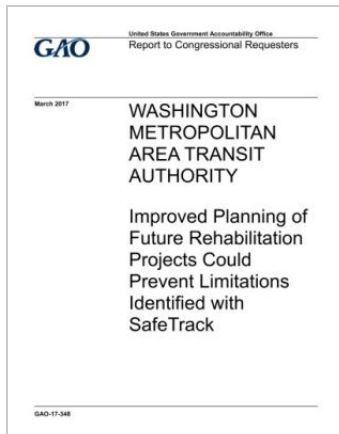 United States Government Accountability Office
GAO
Report to Congressional Requesters
March 2017
WASHINGTON
METROPOLITAN
AREA TRANSIT
AUTHORITY
Improved Planning of
Future Rehabilitation
Projects Could
Prevent Limitations
Identified with
SafeTrack
GAO-17-348